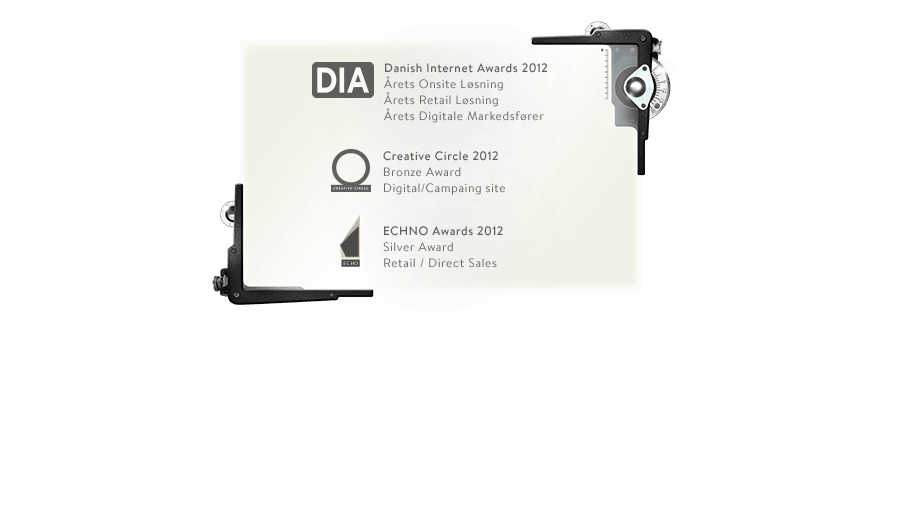 DIA
Danish Internet Awards 2012
Årets Onsite Løsning
Årets Retail Løsning
Årets Digitale Markedsfører
CREATIVE CIRCLE
Creative Circle 2012
Bronze Award
Digital/Campaing site
ECHO
ECHNO Awards 2012
Silver Award
Retail / Direct Sales